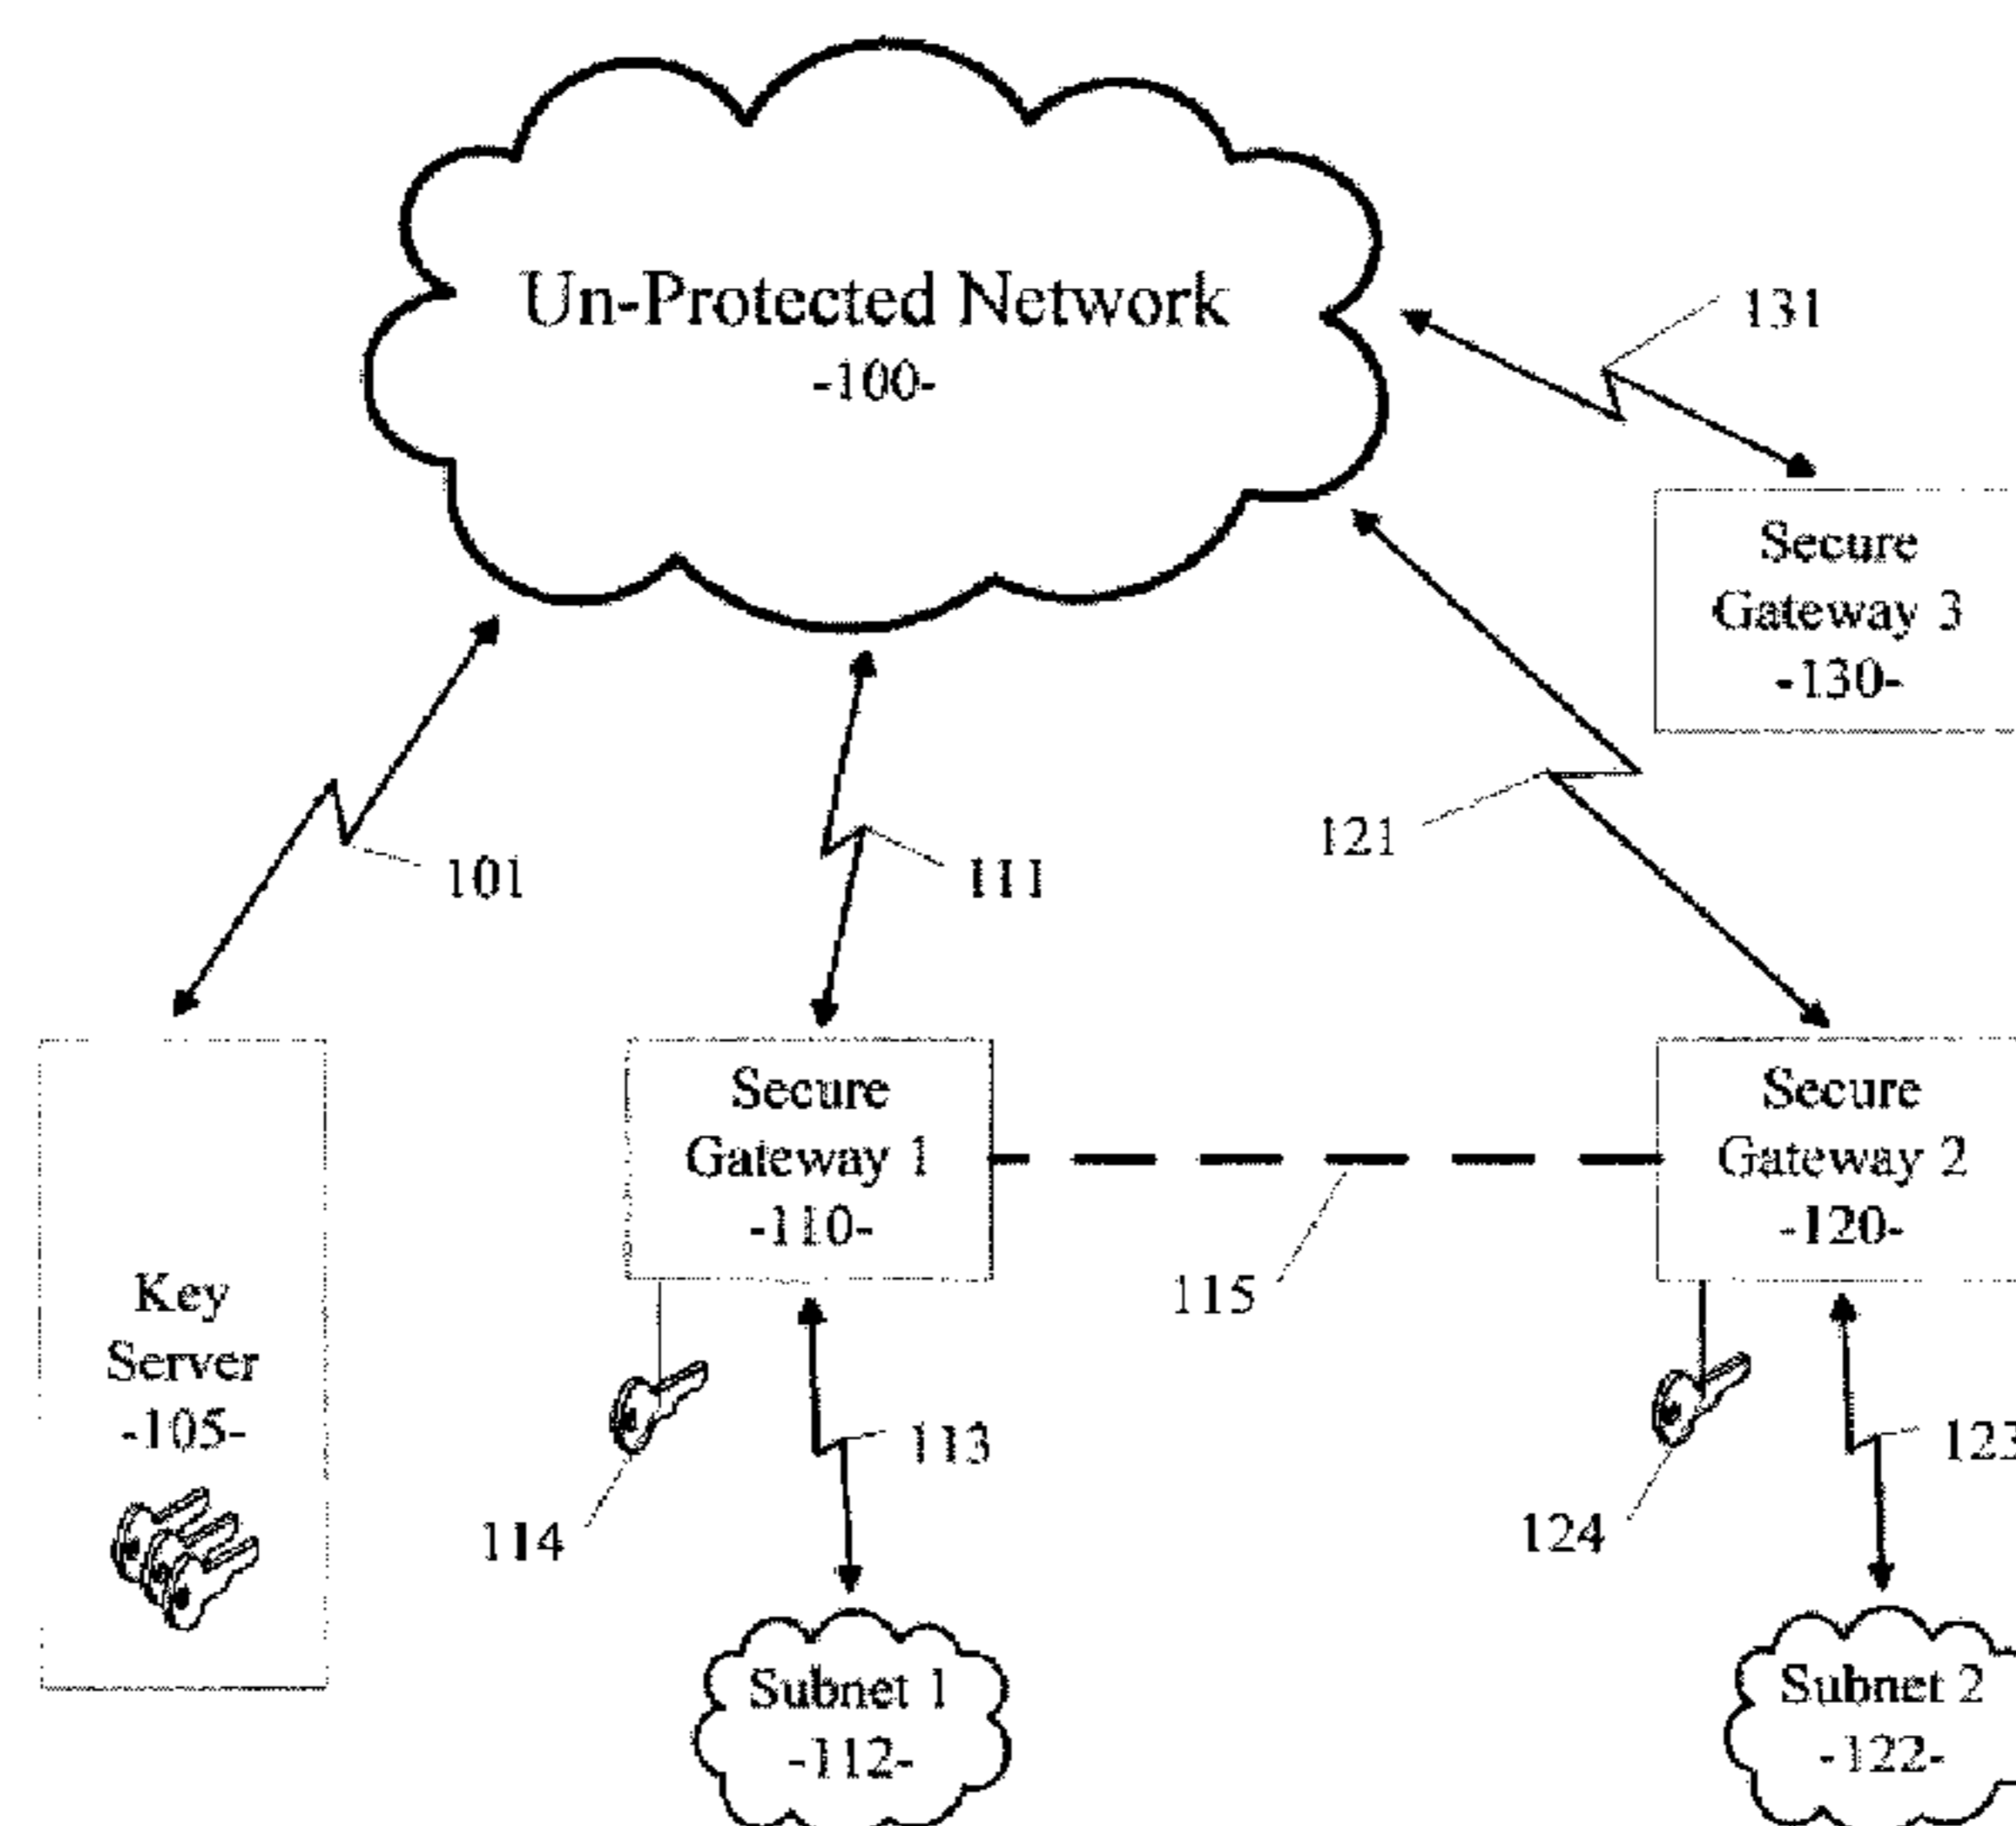 Un-Protected Network
-100-
131
Secure
Gateway 3
-130-
121
101
111
Secure
Gateway 1
-110-
Secure
Gateway 2
-120-
115
Key
Server
-105-
113
123
114
124
Subnet 1
-112-
Subnet 2
-122-